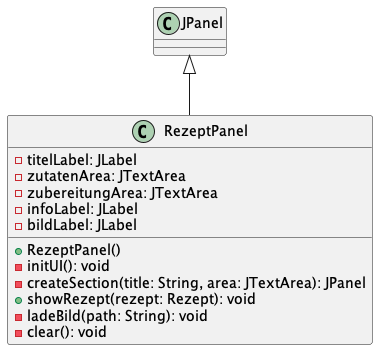 C JPanel
C RezeptPanel
titelLabel: JLabel
zutatenArea: JTextArea
zubereitungArea: JTextArea
infoLabel: JLabel
bildLabel: JLabel
RezeptPanel()
initUI(): void
createSection(title: String, area: JTextArea): JPanel
showRezept(rezept: Rezept): void
ladeBild(path: String): void
clear(): void